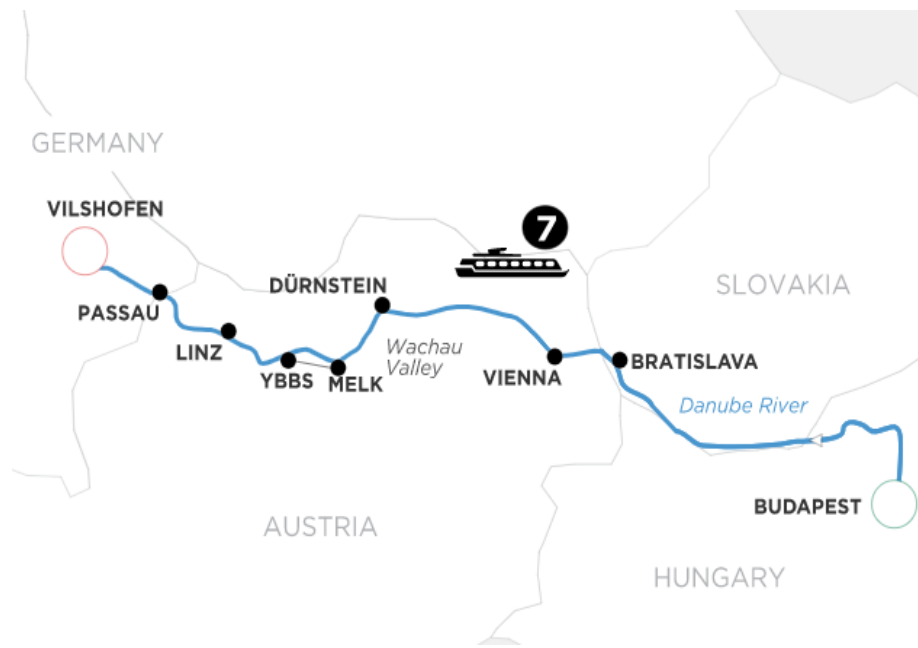 GERMANY
VILSHOFEN
7
DÜRNSTEIN
SLOVAKIA
PASSAU
LINZ
Wachau
Valley
YBBS
MELK
VIENNA
BRATISLAVA
Danube River
BUDAPEST
AUSTRIA
HUNGARY